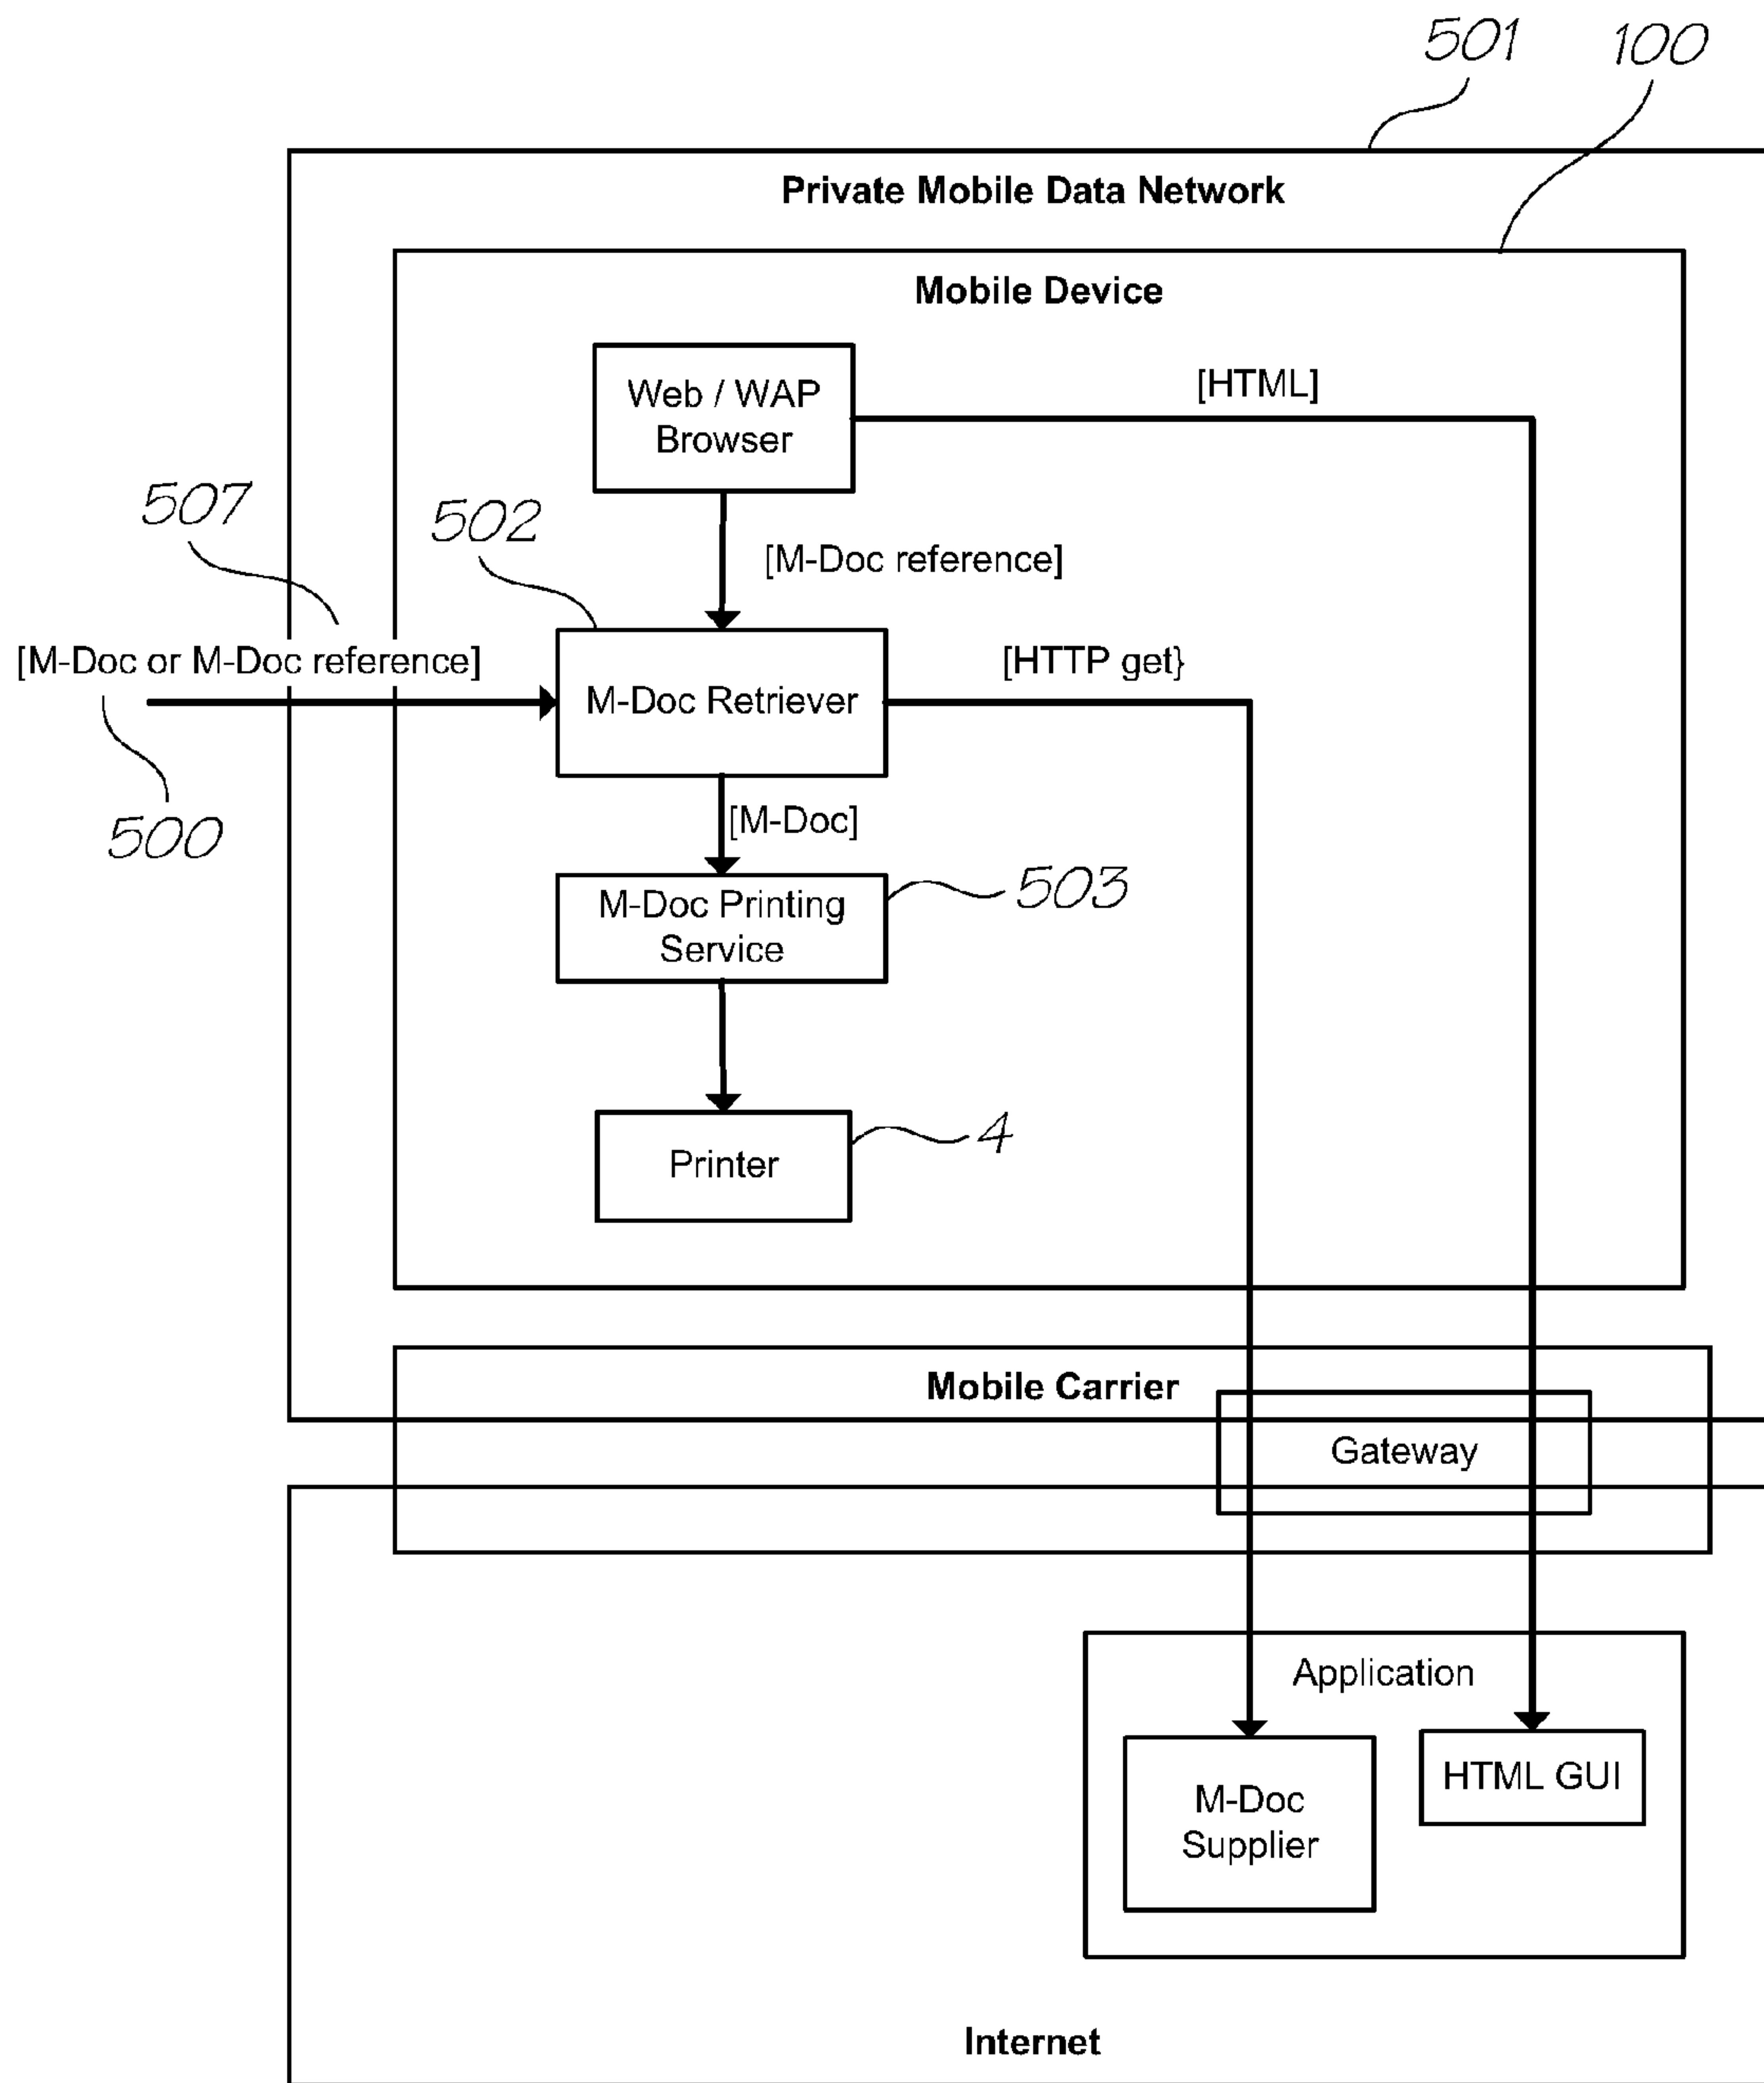 501
100
Private Mobile Data Network
Mobile Device
Web / WAP
Browser
[HTML]
507
502
[M-Doc reference]
[M-Doc or M-Doc reference]
M-Doc Retriever
[HTTP get}
500
[M-Doc]
M-Doc Printing
Service
503
Printer
4
Mobile Carrier
Gateway
Application
M-Doc
Supplier
HTML GUI
Internet